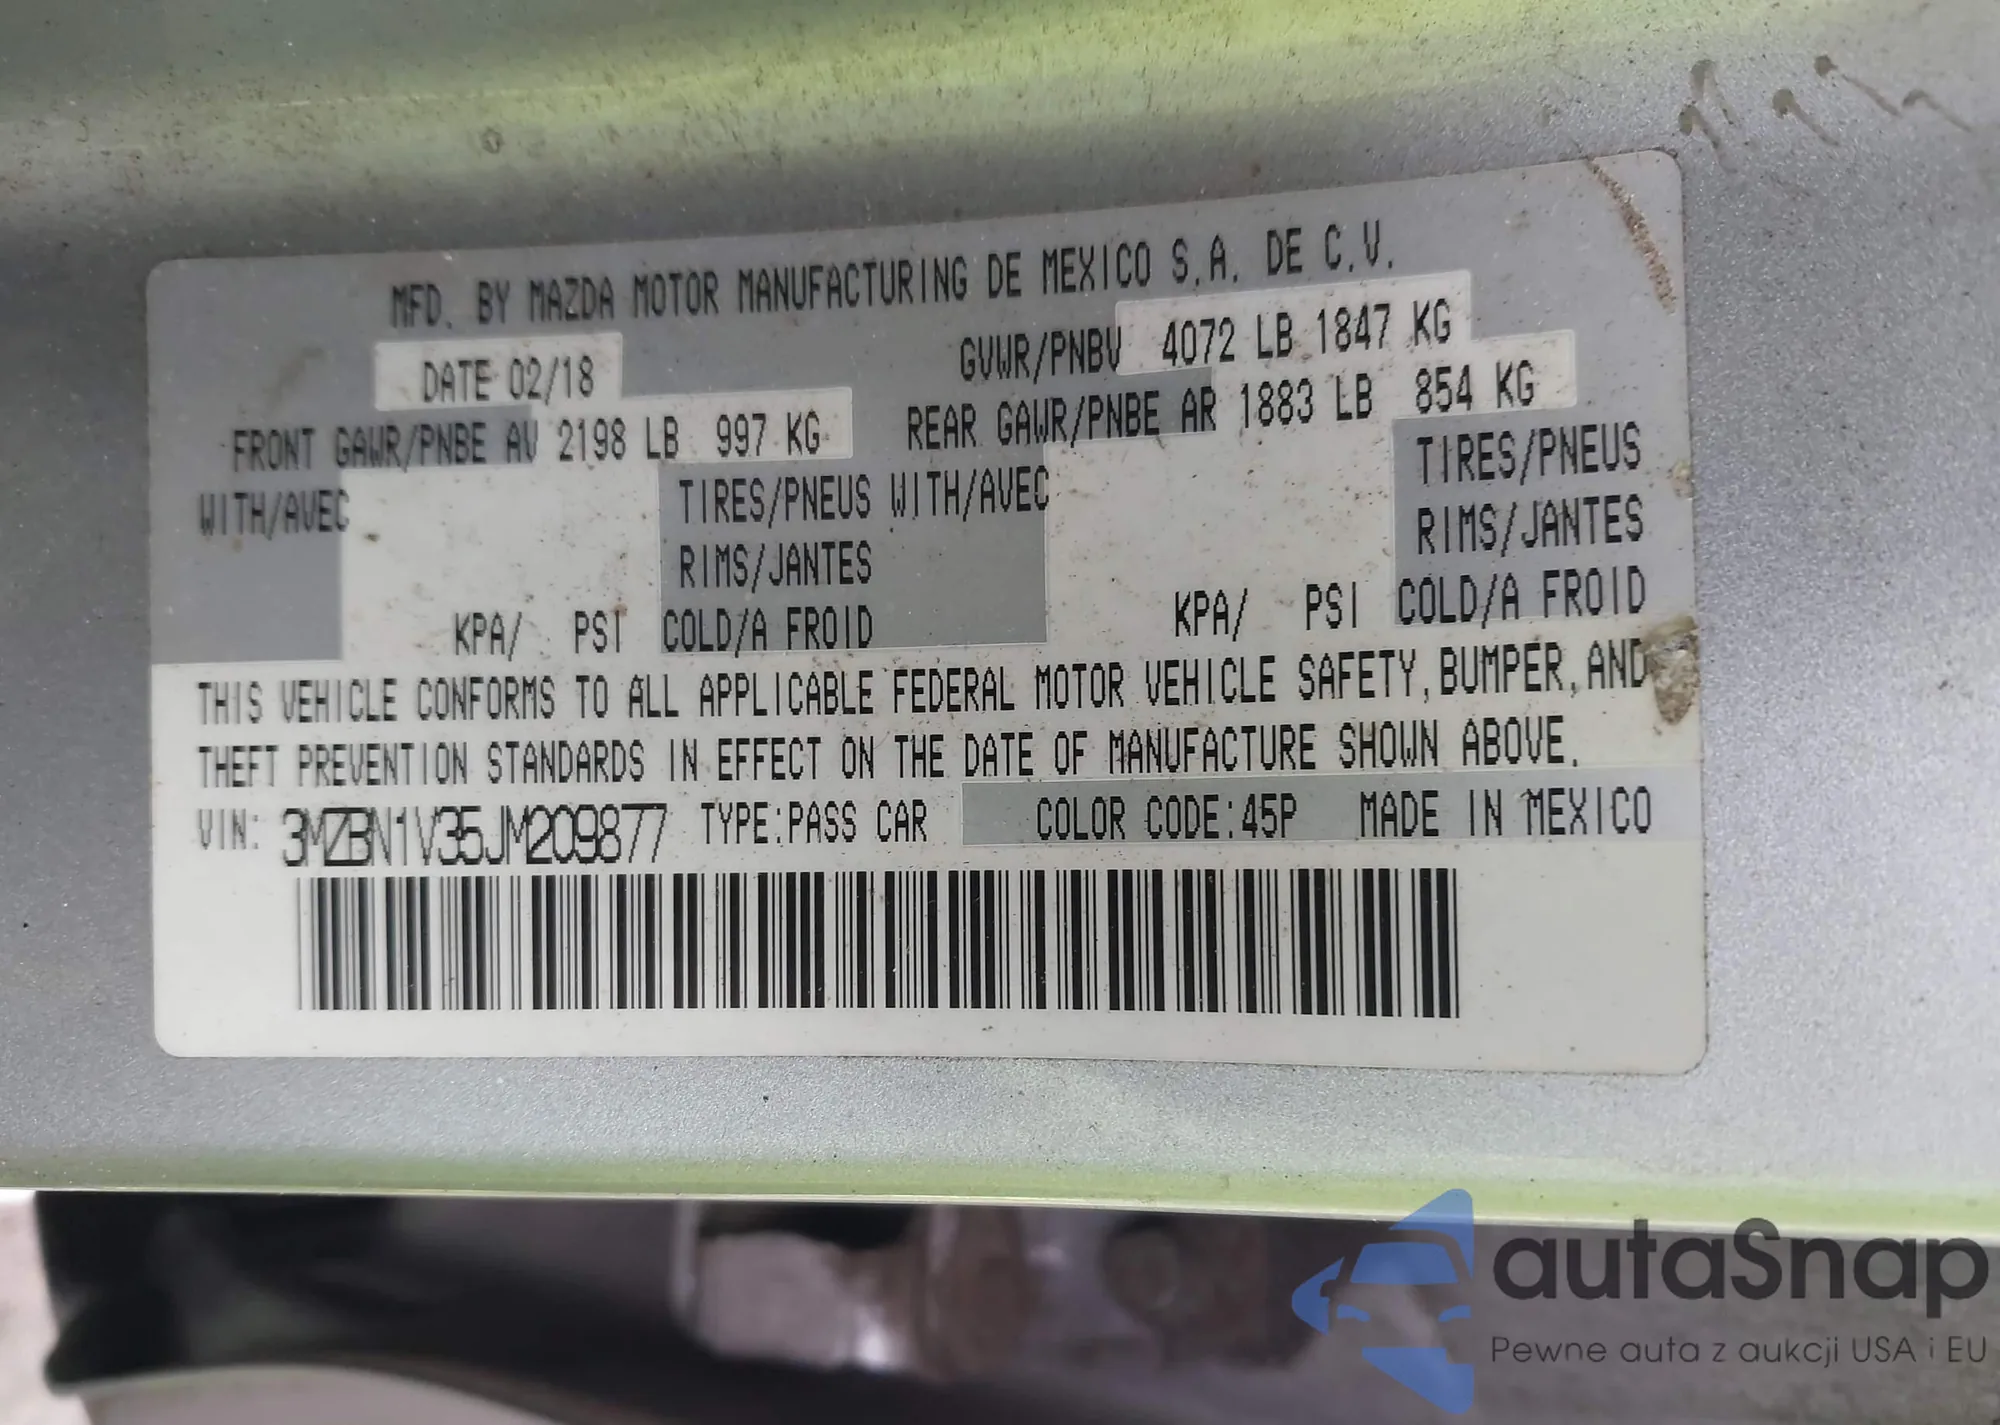 MFD. BY MAZDA MOTOR MANUFACTURING DE MEXICO S.A. DE C.V.
DATE 02/18 GVWR/PNBV 4072 LB 1847 KG
FRONT GAWR/PNBE AV 2198 LB 997 KG REAR GAWR/PNBE AR 1883 LB 854 KG
WITH/AVEC TIRES/PNEUS WITH/AVEC TIRES/PNEUS
RIMS/JANTES RIMS/JANTES
KPA/ PSI COLD/A FROID KPA/ PSI COLD/A FROID
THIS VEHICLE CONFORMS TO ALL APPLICABLE FEDERAL MOTOR VEHICLE SAFETY, BUMPER, AND
THEFT PREVENTION STANDARDS IN EFFECT ON THE DATE OF MANUFACTURE SHOWN ABOVE.
VIN: 3MZBN1V35JM209877 TYPE:PASS CAR COLOR CODE:45P MADE IN MEXICO
autaSnap
Pewne auta z aukcji USA i EU